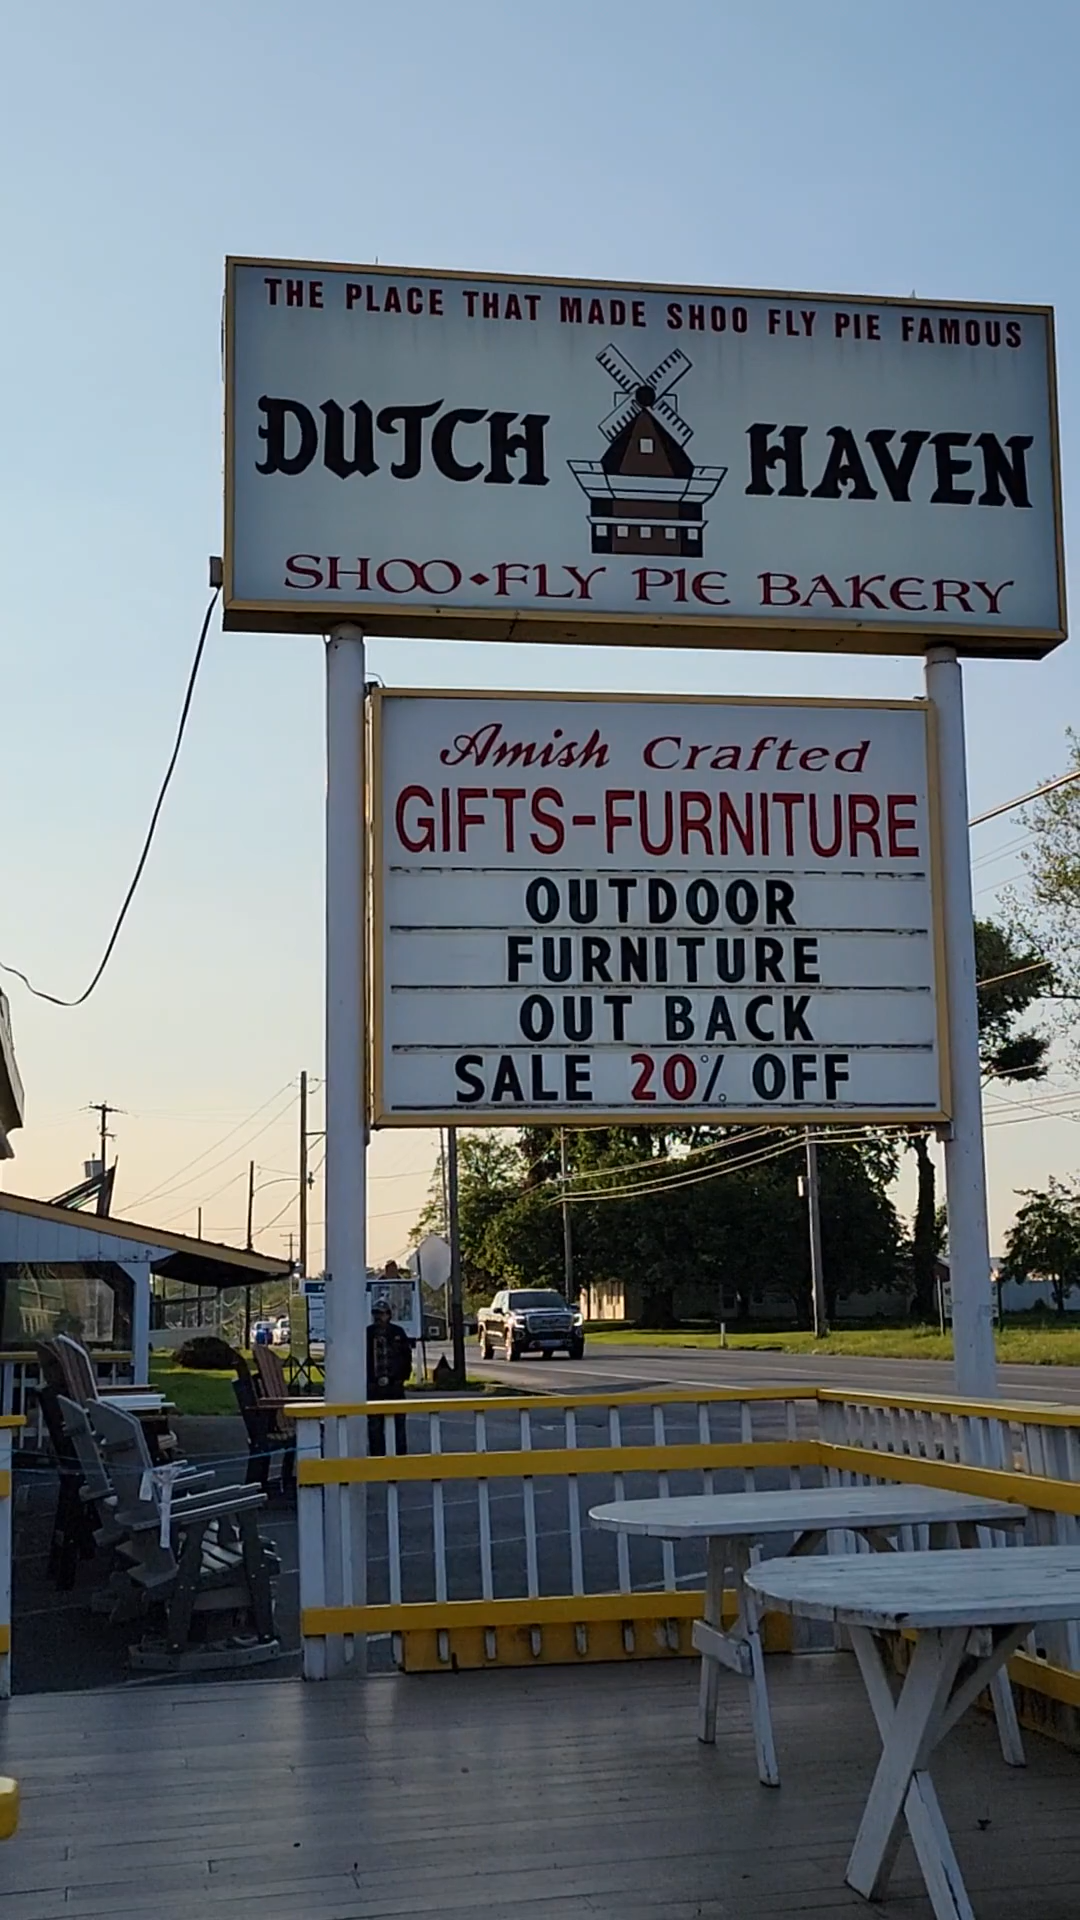 THE PLACE THAT MADE SHOO FLY PIE FAMOUS
DUTCH HAVEN
SHOO-FLY PIE BAKERY
Amish Crafted
GIFTS-FURNITURE
OUTDOOR
FURNITURE
OUT BACK
SALE 20% OFF